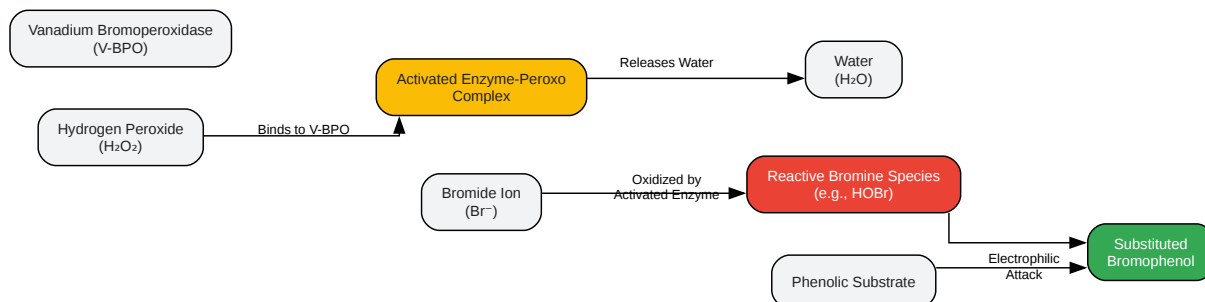 Vanadium Bromoperoxidase
(V-BPO)
Activated Enzyme-Peroxo
Complex
Releases Water
Water
(H₂O)
Hydrogen Peroxide
(H₂O₂)
Binds to V-BPO
Bromide Ion
(Br⁻)
Oxidized by
Activated Enzyme
Reactive Bromine Species
(e.g., HOBr)
Phenolic Substrate
Electrophilic
Attack
Substituted
Bromophenol